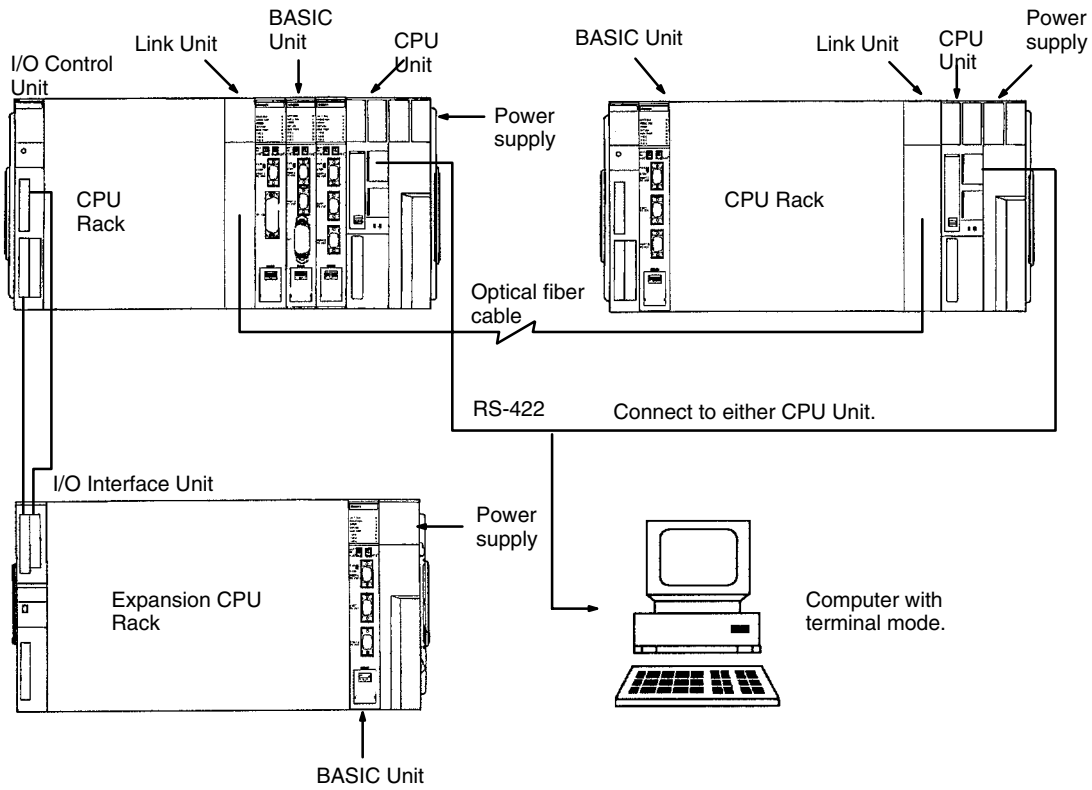 BASIC
Unit
Link Unit
CPU
Unit
I/O Control
Unit
Power
supply
CPU
Rack
BASIC Unit
Link Unit
CPU
Unit
Power
supply
CPU Rack
Optical fiber
cable
RS-422
Connect to either CPU Unit.
I/O Interface Unit
Power
supply
Expansion CPU
Rack
Computer with
terminal mode.
BASIC Unit